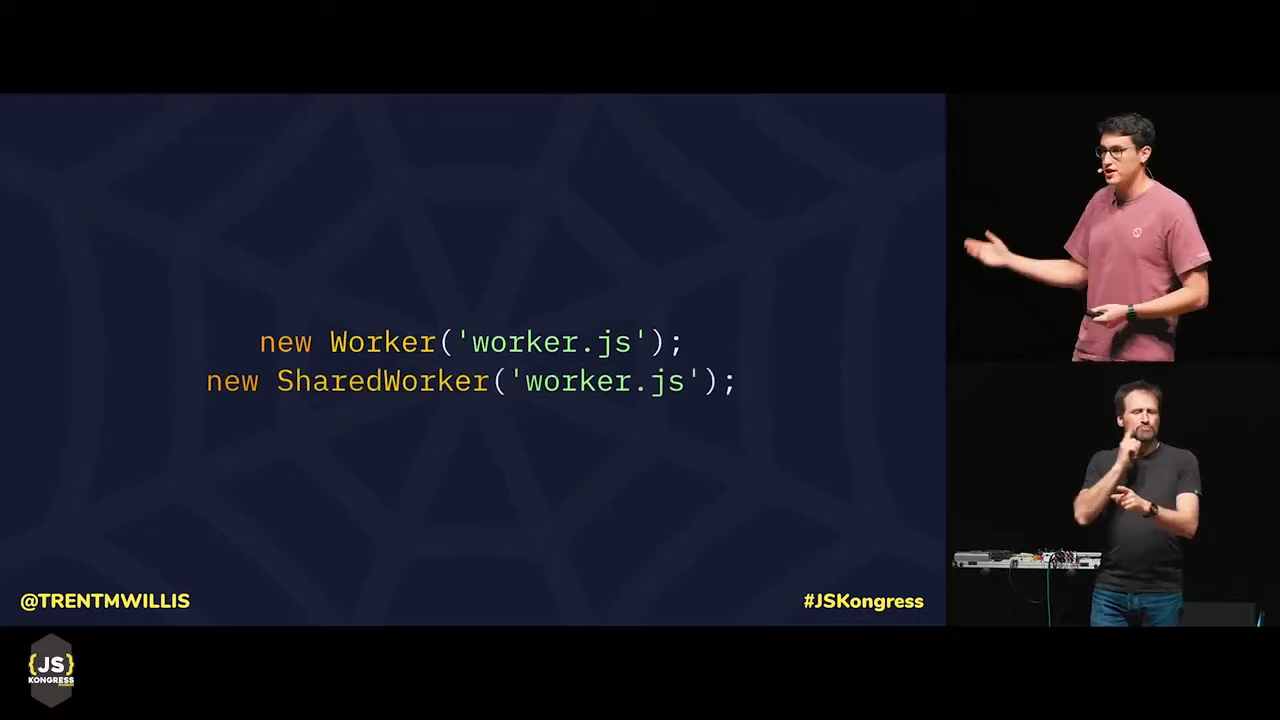 new Worker('worker.js');
new SharedWorker('worker.js');
@TRENTMWILLIS
#JSKongress
{JS}
KONGRESS